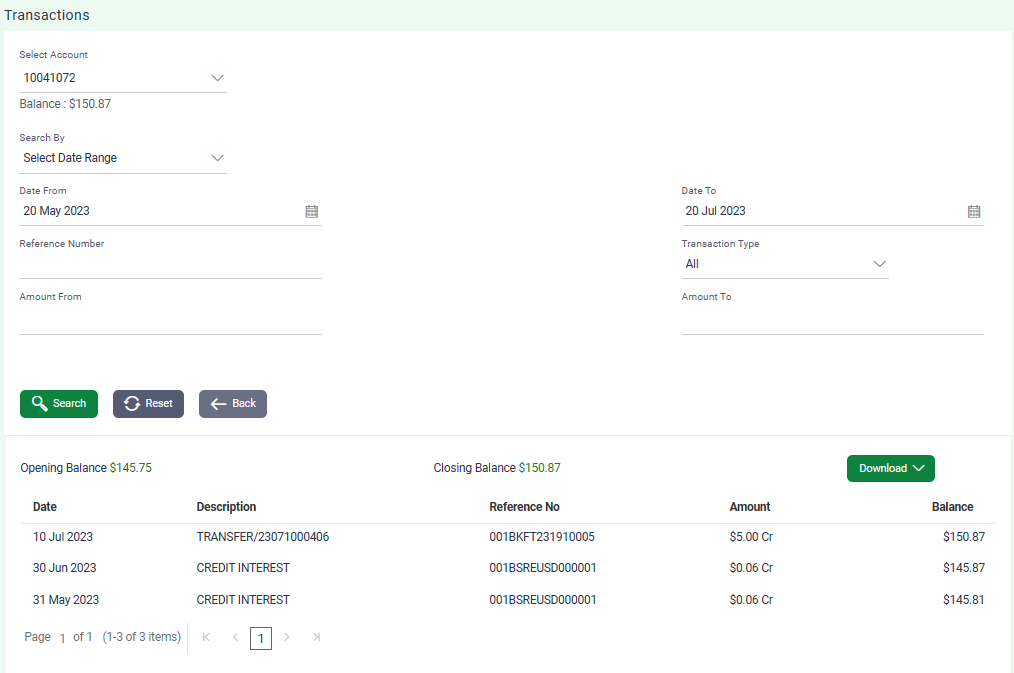 Transactions
Select Account
10041072
Balance : $150.87
Search By
Select Date Range
Date From Date To
20 May 2023 20 Jul 2023
Reference Number Transaction Type
All
Amount From Amount To
Search Reset Back
Opening Balance $145.75 Closing Balance $150.87 Download
Date Description Reference No Amount Balance
10 Jul 2023 TRANSFER/23071000406 001BKFT231910005 $5.00 Cr $150.87
30 Jun 2023 CREDIT INTEREST 001BSREUSD000001 $0.06 Cr $145.87
31 May 2023 CREDIT INTEREST 001BSREUSD000001 $0.06 Cr $145.81
Page 1 of 1 (1-3 of 3 items) 1